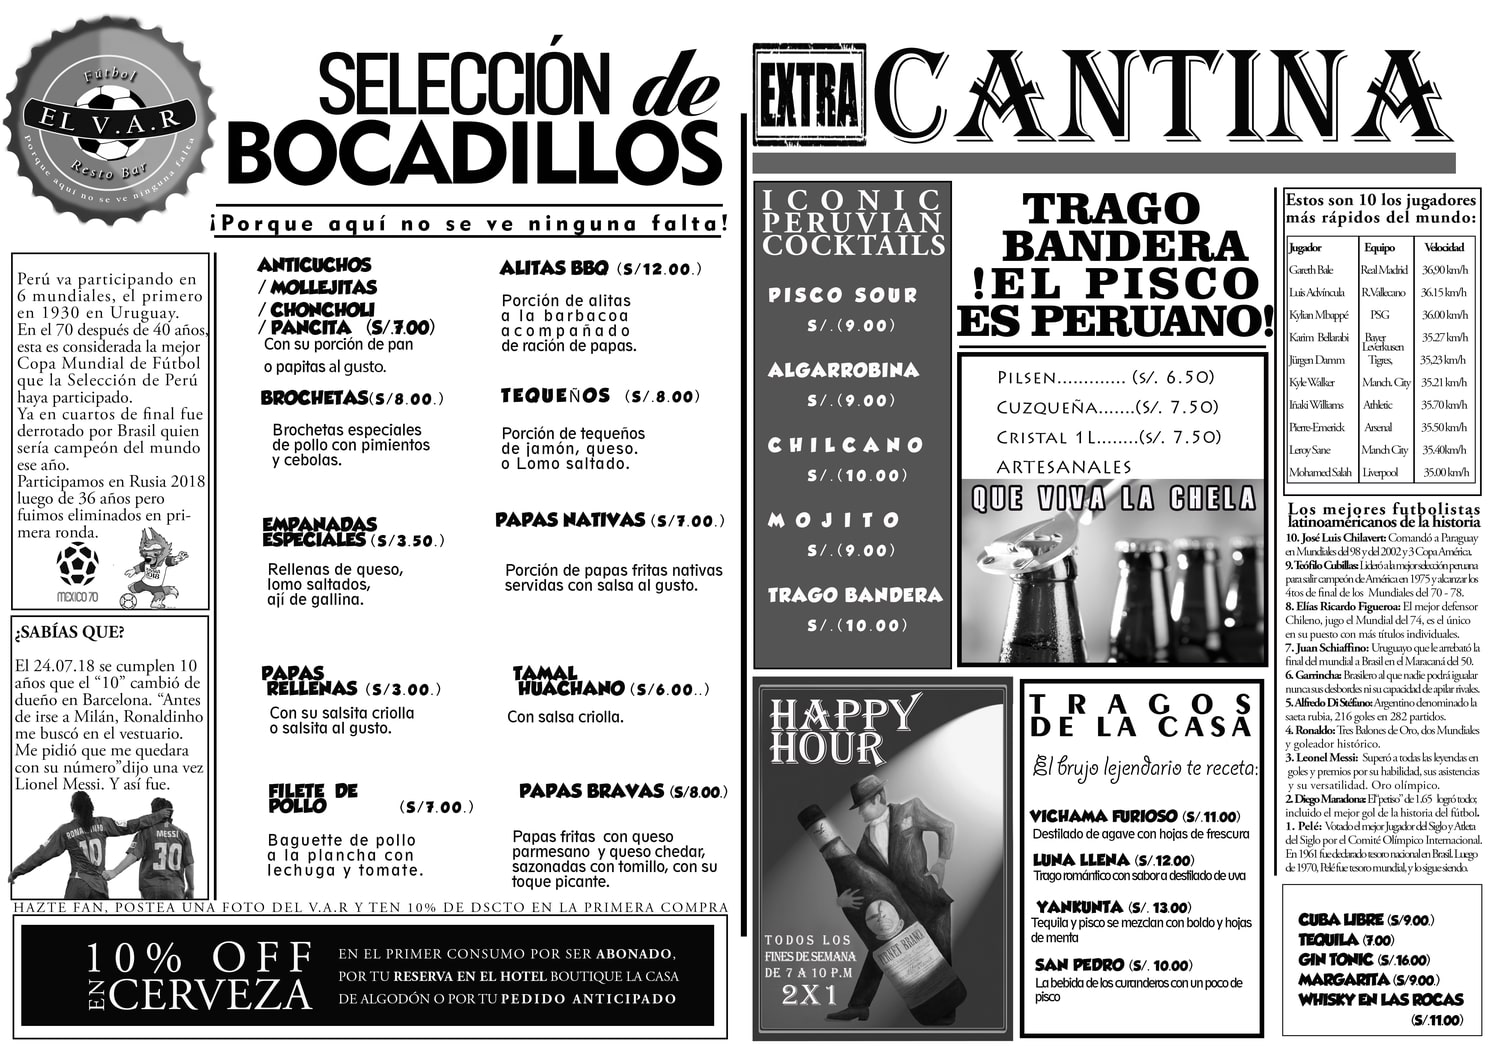 Fútbol
EL V.A.R
Resto Bar
Porque aquí no se ve ninguna falta
SELECCIÓN de
BOCADILLOS
¡Porque aquí no se ve ninguna falta!
Perú va participando en
6 mundiales, el primero
en 1930 en Uruguay.
En el 70 después de 40 años,
esta es considerada la mejor
Copa Mundial de Fútbol
que la Selección de Perú
haya participado.
Ya en cuartos de final fue
derrotado por Brasil quien
sería campeón del mundo
ese año.
Participamos en Rusia 2018
luego de 36 años pero
fuimos eliminados en pri-
mera ronda.
MEXICO 70
¿SABÍAS QUE?
El 24.07.18 se cumplen 10
años que el “10” cambió de
dueño en Barcelona. “Antes
de irse a Milán, Ronaldinho
me buscó en el vestuario.
Me pidió que me quedara
con su número”dijo una vez
Lionel Messi. Y así fue.
10
MESSI
30
ANTICUCHOS
/ MOLLEJITAS
/ CHONCHOLI
/ PANCITA (S/.7.00)
Con su porción de pan
o papitas al gusto.
BROCHETAS(S/8.00.)
Brochetas especiales
de pollo con pimientos
y cebolas.
EMPANADAS
ESPECIALES(S/3.50.)
Rellenas de queso,
lomo saltados,
ají de gallina.
PAPAS
RELLENAS (S/3.00.)
Con su salsita criolla
o salsita al gusto.
FILETE DE
POLLO (S/7.00.)
Baguette de pollo
a la plancha con
lechuga y tomate.
ALITAS BBQ (S/12.00.)
Porción de alitas
a la barbacoa
acompañado
de ración de papas.
TEQUEÑOS (S/.8.00)
Porción de tequeños
de jamón, queso.
o Lomo saltado.
PAPAS NATIVAS (S/7.00.)
Porción de papas fritas nativas
servidas con salsa al gusto.
TAMAL
HUACHANO (S/6.00..)
Con salsa criolla.
PAPAS BRAVAS (S/8.00.)
Papas fritas con queso
parmesano y queso chedar,
sazonadas con tomillo, con su
toque picante.
HAZTE FAN, POSTEA UNA FOTO DEL V.A.R Y TEN 10% DE DSCTO EN LA PRIMERA COMPRA
10% OFF
EN CERVEZA
EN EL PRIMER CONSUMO POR SER ABONADO,
POR TU RESERVA EN EL HOTEL BOUTIQUE LA CASA
DE ALGODÓN O POR TU PEDIDO ANTICIPADO
EXTRA CANTINA
ICONIC
PERUVIAN
COCKTAILS
PISCO SOUR
S/.(9.00)
ALGARROBINA
S/.(9.00)
CHILCANO
S/.(10.00)
MOJITO
S/.(9.00)
TRAGO BANDERA
S/.(10.00)
TRAGO
BANDERA
!EL PISCO
ES PERUANO!
PILSEN............. (S/. 6.50)
CUZQUEÑA.......(S/. 7.50)
CRISTAL 1L........(S/. 7.50)
ARTESANALES
QUE VIVA LA CHELA
HAPPY
HOUR
TODOS LOS
FINES DE SEMANA
DE 7 A 10 P.M
2X1
FERNET BRANO
TRAGOS
DE LA CASA
El brujo lejendario te receta:
VICHAMA FURIOSO (S/.11.00)
Destilado de agave con hojas de frescura
LUNA LLENA (S/.12.00)
Trago romántico con sabor a destilado de uva
YANKUNTA (S/. 13.00)
Tequila y pisco se mezclan con boldo y hojas
de menta
SAN PEDRO (S/. 10.00)
La bebida de los curanderos con un poco de
pisco
Estos son 10 los jugadores
más rápidos del mundo:
Jugador Equipo Velocidad
Gareth Bale Real Madrid 36,90 km/h
Luis Advíncula R.Vallecano 36.15 km/h
Kylian Mbappé PSG 36.00 km/h
Karim Bellarabi Bayer Leverkusen 35,27 km/h
Jürgen Damm Tigres, 35,23 km/h
Kyle Walker Manch. City 35.21 km/h
Iñaki Williams Athletic 35.70 km/h
Pierre-Emerick Arsenal 35.50 km/h
Leroy Sane Manch City 35.40km/h
Mohamed Salah Liverpool 35.00 km/h
Los mejores futbolistas
latinoamericanos de la historia
10. José Luis Chilavert: Comandó a Paraguay
en Mundiales del 98 y del 2002 y 3 Copa América.
9. Teófilo Cubillas: Lideró a la mejor selección peruana
para salir campeón de América en 1975 y alcanzar los
4tos de final de los Mundiales del 70 - 78.
8. Elías Ricardo Figueroa: El mejor defensor
Chileno, jugo el Mundial del 74, es el único
en su puesto con más títulos individuales.
7. Juan Schiaffino: Uruguayo que le arrebató la
final del mundial a Brasil en el Maracaná del 50.
6. Garrincha: Brasilero al que nadie podrá igualar
nunca sus desbordes ni su capacidad de apilar rivales.
5. Alfredo Di Stéfano: Argentino denominado la
saeta rubia, 216 goles en 282 partidos.
4. Ronaldo: Tres Balones de Oro, dos Mundiales
y goleador histórico.
3. Leonel Messi: Superó a todas las leyendas en
goles y premios por su habilidad, sus asistencias
y su versatilidad. Oro olímpico.
2. Diego Maradona: El “petiso” de 1.65 logró todo;
incluido el mejor gol de la historia del fútbol.
1. Pelé: Votado el mejor Jugador del Siglo y Atleta
del Siglo por el Comité Olímpico Internacional.
En 1961 fue declarado tesoro nacional en Brasil. Luego
de 1970, Pelé fue tesoro mundial, y lo sigue siendo.
CUBA LIBRE (S/9.00.)
TEQUILA (7.00)
GIN TONIC (S/.16.00)
MARGARITA (S/9.00.)
WHISKY EN LAS ROCAS
(S/.11.00)